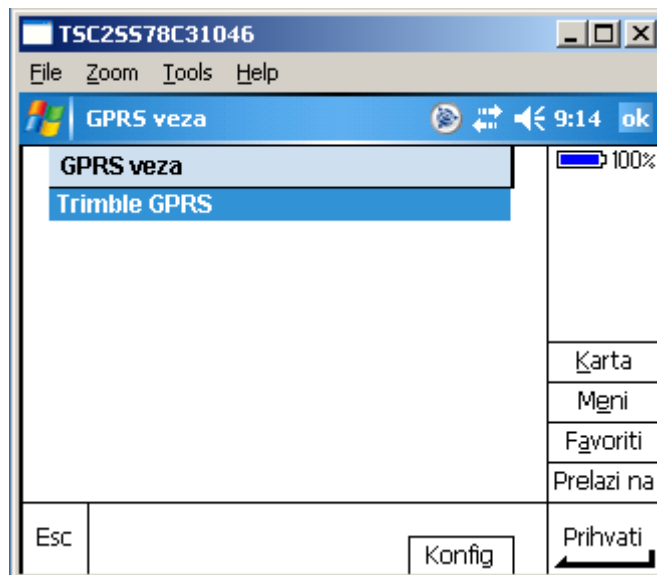 TSC2SS78C31046
File Zoom Tools Help
GPRS veza 9:14 ok
GPRS veza
Trimble GPRS
100%
Karta
Meni
Favoriti
Prelazi na
Esc
Konfig
Prihvati